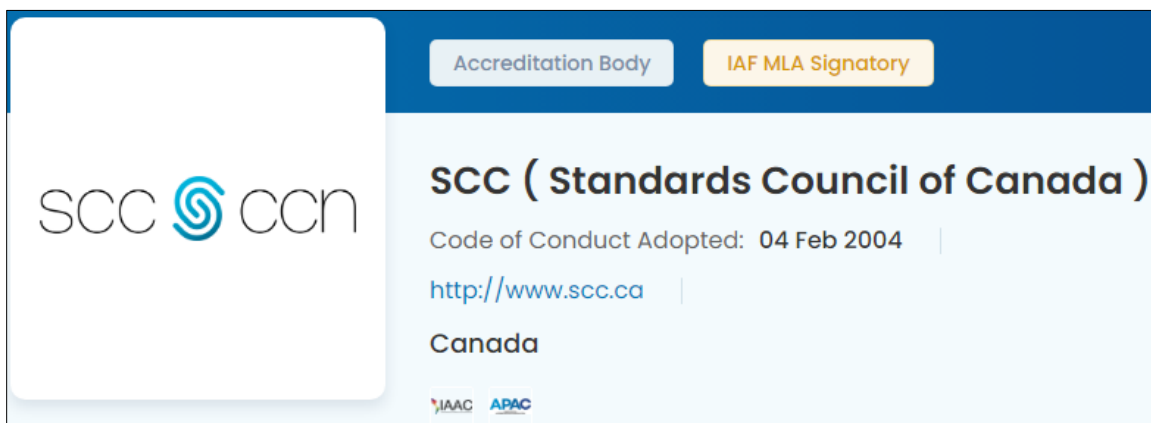 Accreditation Body
IAF MLA Signatory
scc ccn
SCC ( Standards Council of Canada )
Code of Conduct Adopted: 04 Feb 2004
http://www.scc.ca
Canada
IAAC APAC